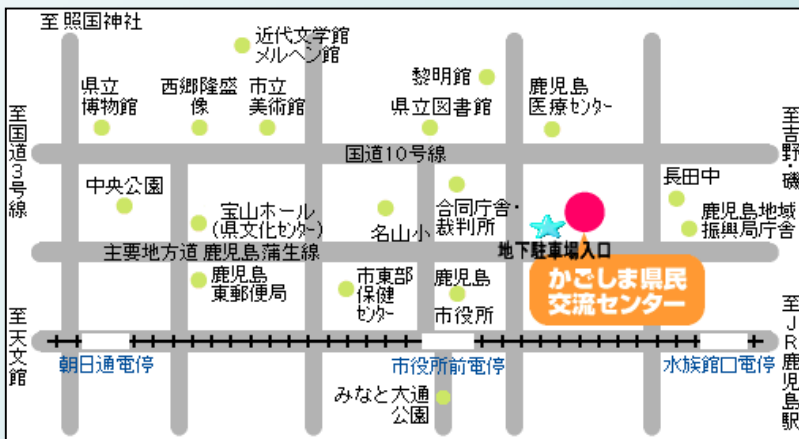 至照国神社
近代文学館
メルヘン館
県立
博物館
西郷隆盛
像
市立
美術館
黎明館
県立図書館
鹿児島
医療センター
至国道3号線
至吉野・磯
国道10号線
中央公園
宝山ホール
(県文化センター)
名山小
合同庁舎・
裁判所
地下駐車場入口
長田中
鹿児島地域
振興局庁舎
主要地方道 鹿児島蒲生線
かごしま県民
交流センター
鹿児島
東郵便局
市東部
保健
センター
鹿児島
市役所
至天文館
至JR鹿児島駅
朝日通電停
市役所前電停
水族館口電停
みなと大通
公園